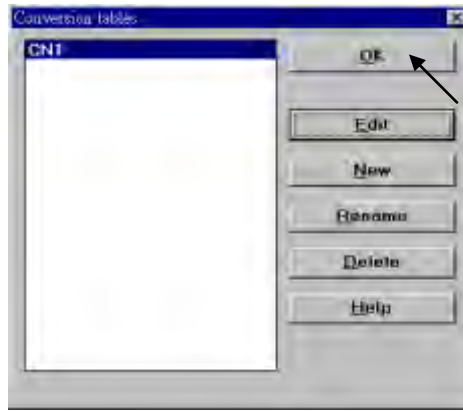 Conversion tables
CN1
OK
Edit
New
Rename
Delete
Help